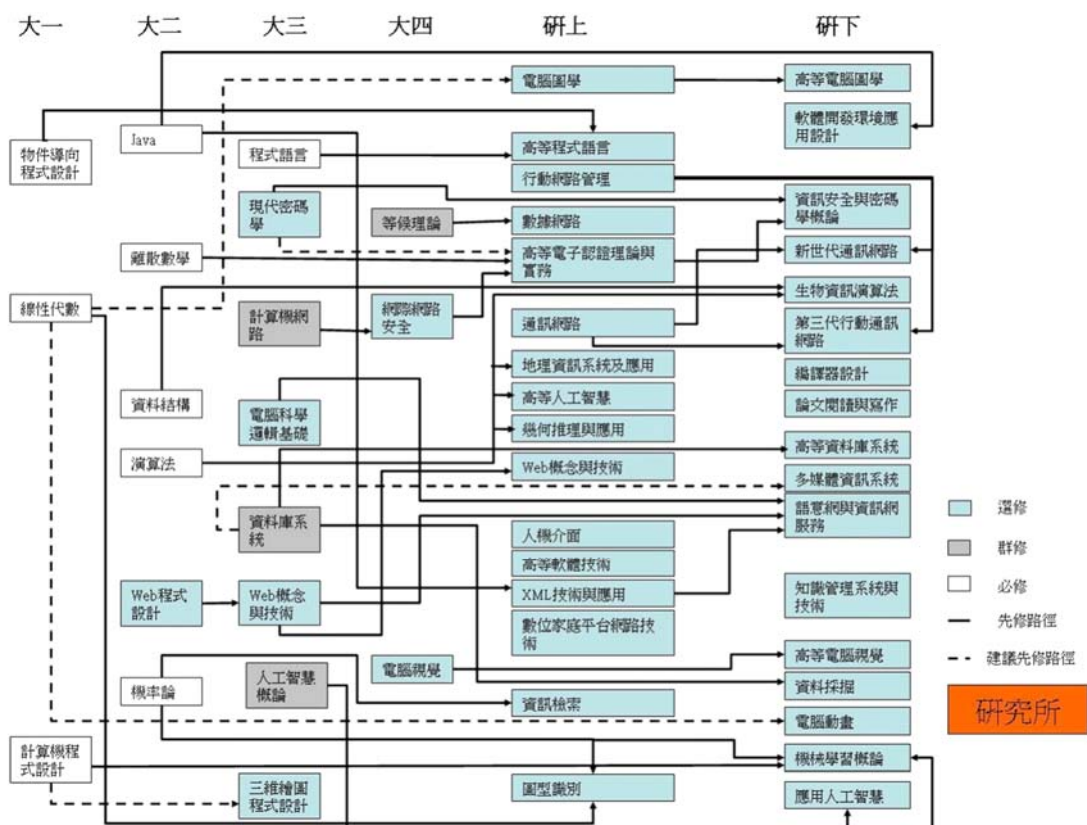 大一
大二
大三
大四
研上
研下
物件導向
程式設計
線性代數
計算機程
式設計
Java
離散數學
資料結構
演算法
Web程式
設計
機率論
程式語言
現代密碼
學
計算機網
路
電腦科學
邏輯基礎
資料庫系
統
Web概念
與技術
人工智慧
概論
三維繪圖
程式設計
等候理論
網際網路
安全
電腦視覺
電腦圖學
高等程式語言
行動網路管理
數據網路
高等電子認證理論與
實務
通訊網路
地理資訊系統及應用
高等人工智慧
幾何推理與應用
Web概念與技術
人機介面
高等軟體技術
XML技術與應用
數位家庭平台網路技
術
資訊檢索
圖型識別
高等電腦圖學
軟體開發環境應
用設計
資訊安全與密碼
學概論
新世代通訊網路
生物資訊演算法
第三代行動通訊
網路
編譯器設計
論文閱讀與寫作
高等資料庫系統
多媒體資訊系統
語意網與資訊網
服務
知識管理系統與
技術
高等電腦視覺
資料採掘
電腦動畫
機械學習概論
應用人工智慧
選修
群修
必修
先修路徑
建議先修路徑
研究所